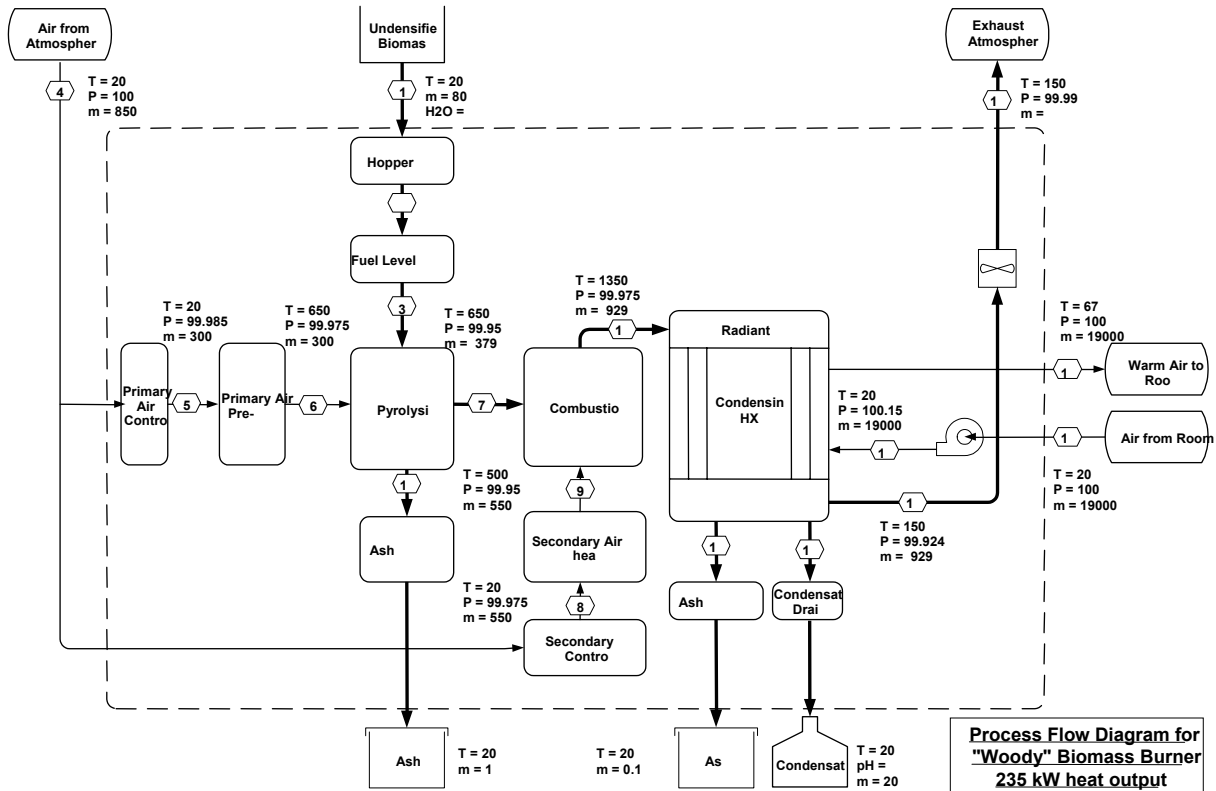 Air from
Atmospher
Undensifie
Biomas
Exhaust
Atmospher
4
T = 20
P = 100
m = 850
1
T = 20
m = 80
H2O =
1
T = 150
P = 99.99
m =
Hopper
Fuel Level
3
T = 20
P = 99.985
m = 300
T = 650
P = 99.975
m = 300
T = 650
P = 99.95
m = 379
T = 1350
P = 99.975
m = 929
1
Primary
Air
Contro
5
Primary Air
Pre-
6
Pyrolysi
7
Combustio
Radiant
Condensin
HX
T = 67
P = 100
m = 19000
1
Warm Air to
Roo
T = 20
P = 100.15
m = 19000
1
1
Air from Room
T = 20
P = 100
m = 19000
1
T = 150
P = 99.924
m = 929
1
T = 500
P = 99.95
m = 550
9
Ash
Secondary Air
hea
T = 20
P = 99.975
m = 550
8
Secondary
Contro
1
1
Ash
Condensat
Drai
Ash
T = 20
m = 1
T = 20
m = 0.1
As
Condensat
T = 20
pH =
m = 20
Process Flow Diagram for
"Woody" Biomass Burner
235 kW heat output